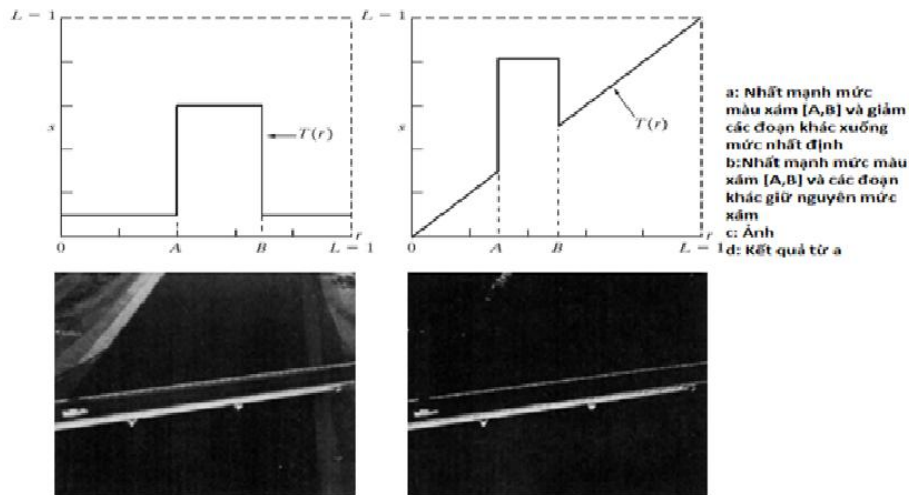 L − 1
s
T(r)
0
A
B
r
L − 1
L − 1
s
T(r)
0
A
B
r
L − 1
a: Nhất mạnh mức
màu xám [A,B] và giảm
các đoạn khác xuống
mức nhất định
b:Nhất mạnh mức màu
xám [A,B] và các đoạn
khác giữ nguyên mức
xám
c: Ảnh
d: Kết quả từ a